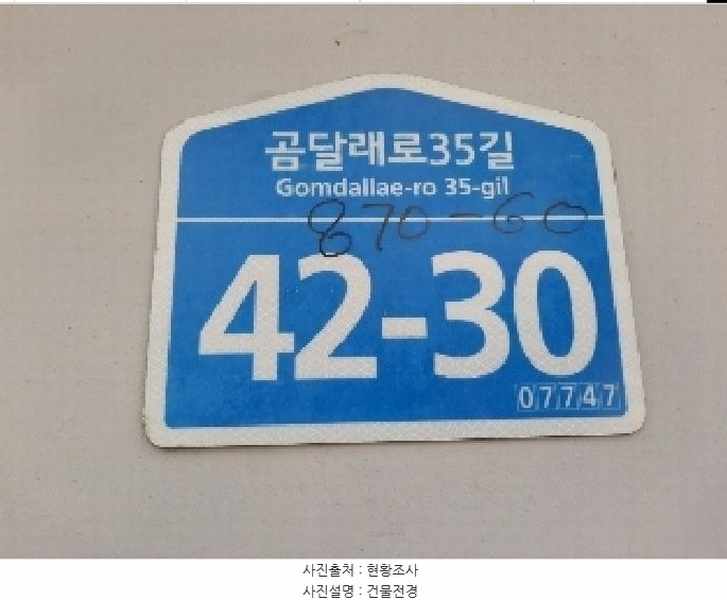 곰달래로35길
Gomdallae-ro 35-gil
870-60
42-30
07747
사진출처 : 현황조사
사진설명 : 건물전경